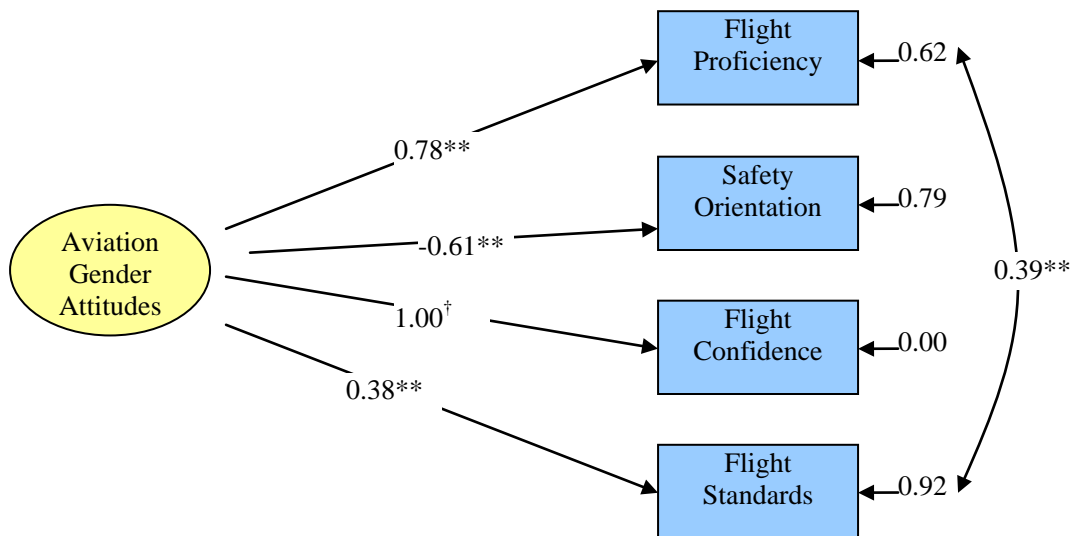 Flight
Proficiency
0.62
0.78**
Safety
Orientation
0.79
-0.61**
Aviation
Gender
Attitudes
0.39**
1.00†
Flight
Confidence
0.00
0.38**
Flight
Standards
0.92